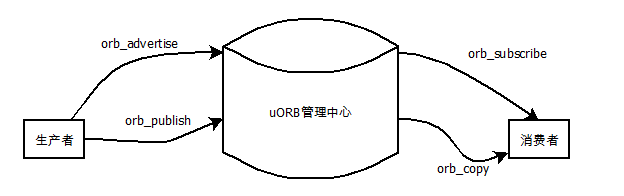 orb_advertise
orb_subscribe
orb_publish
uORB管理中心
生产者
消费者
orb_copy